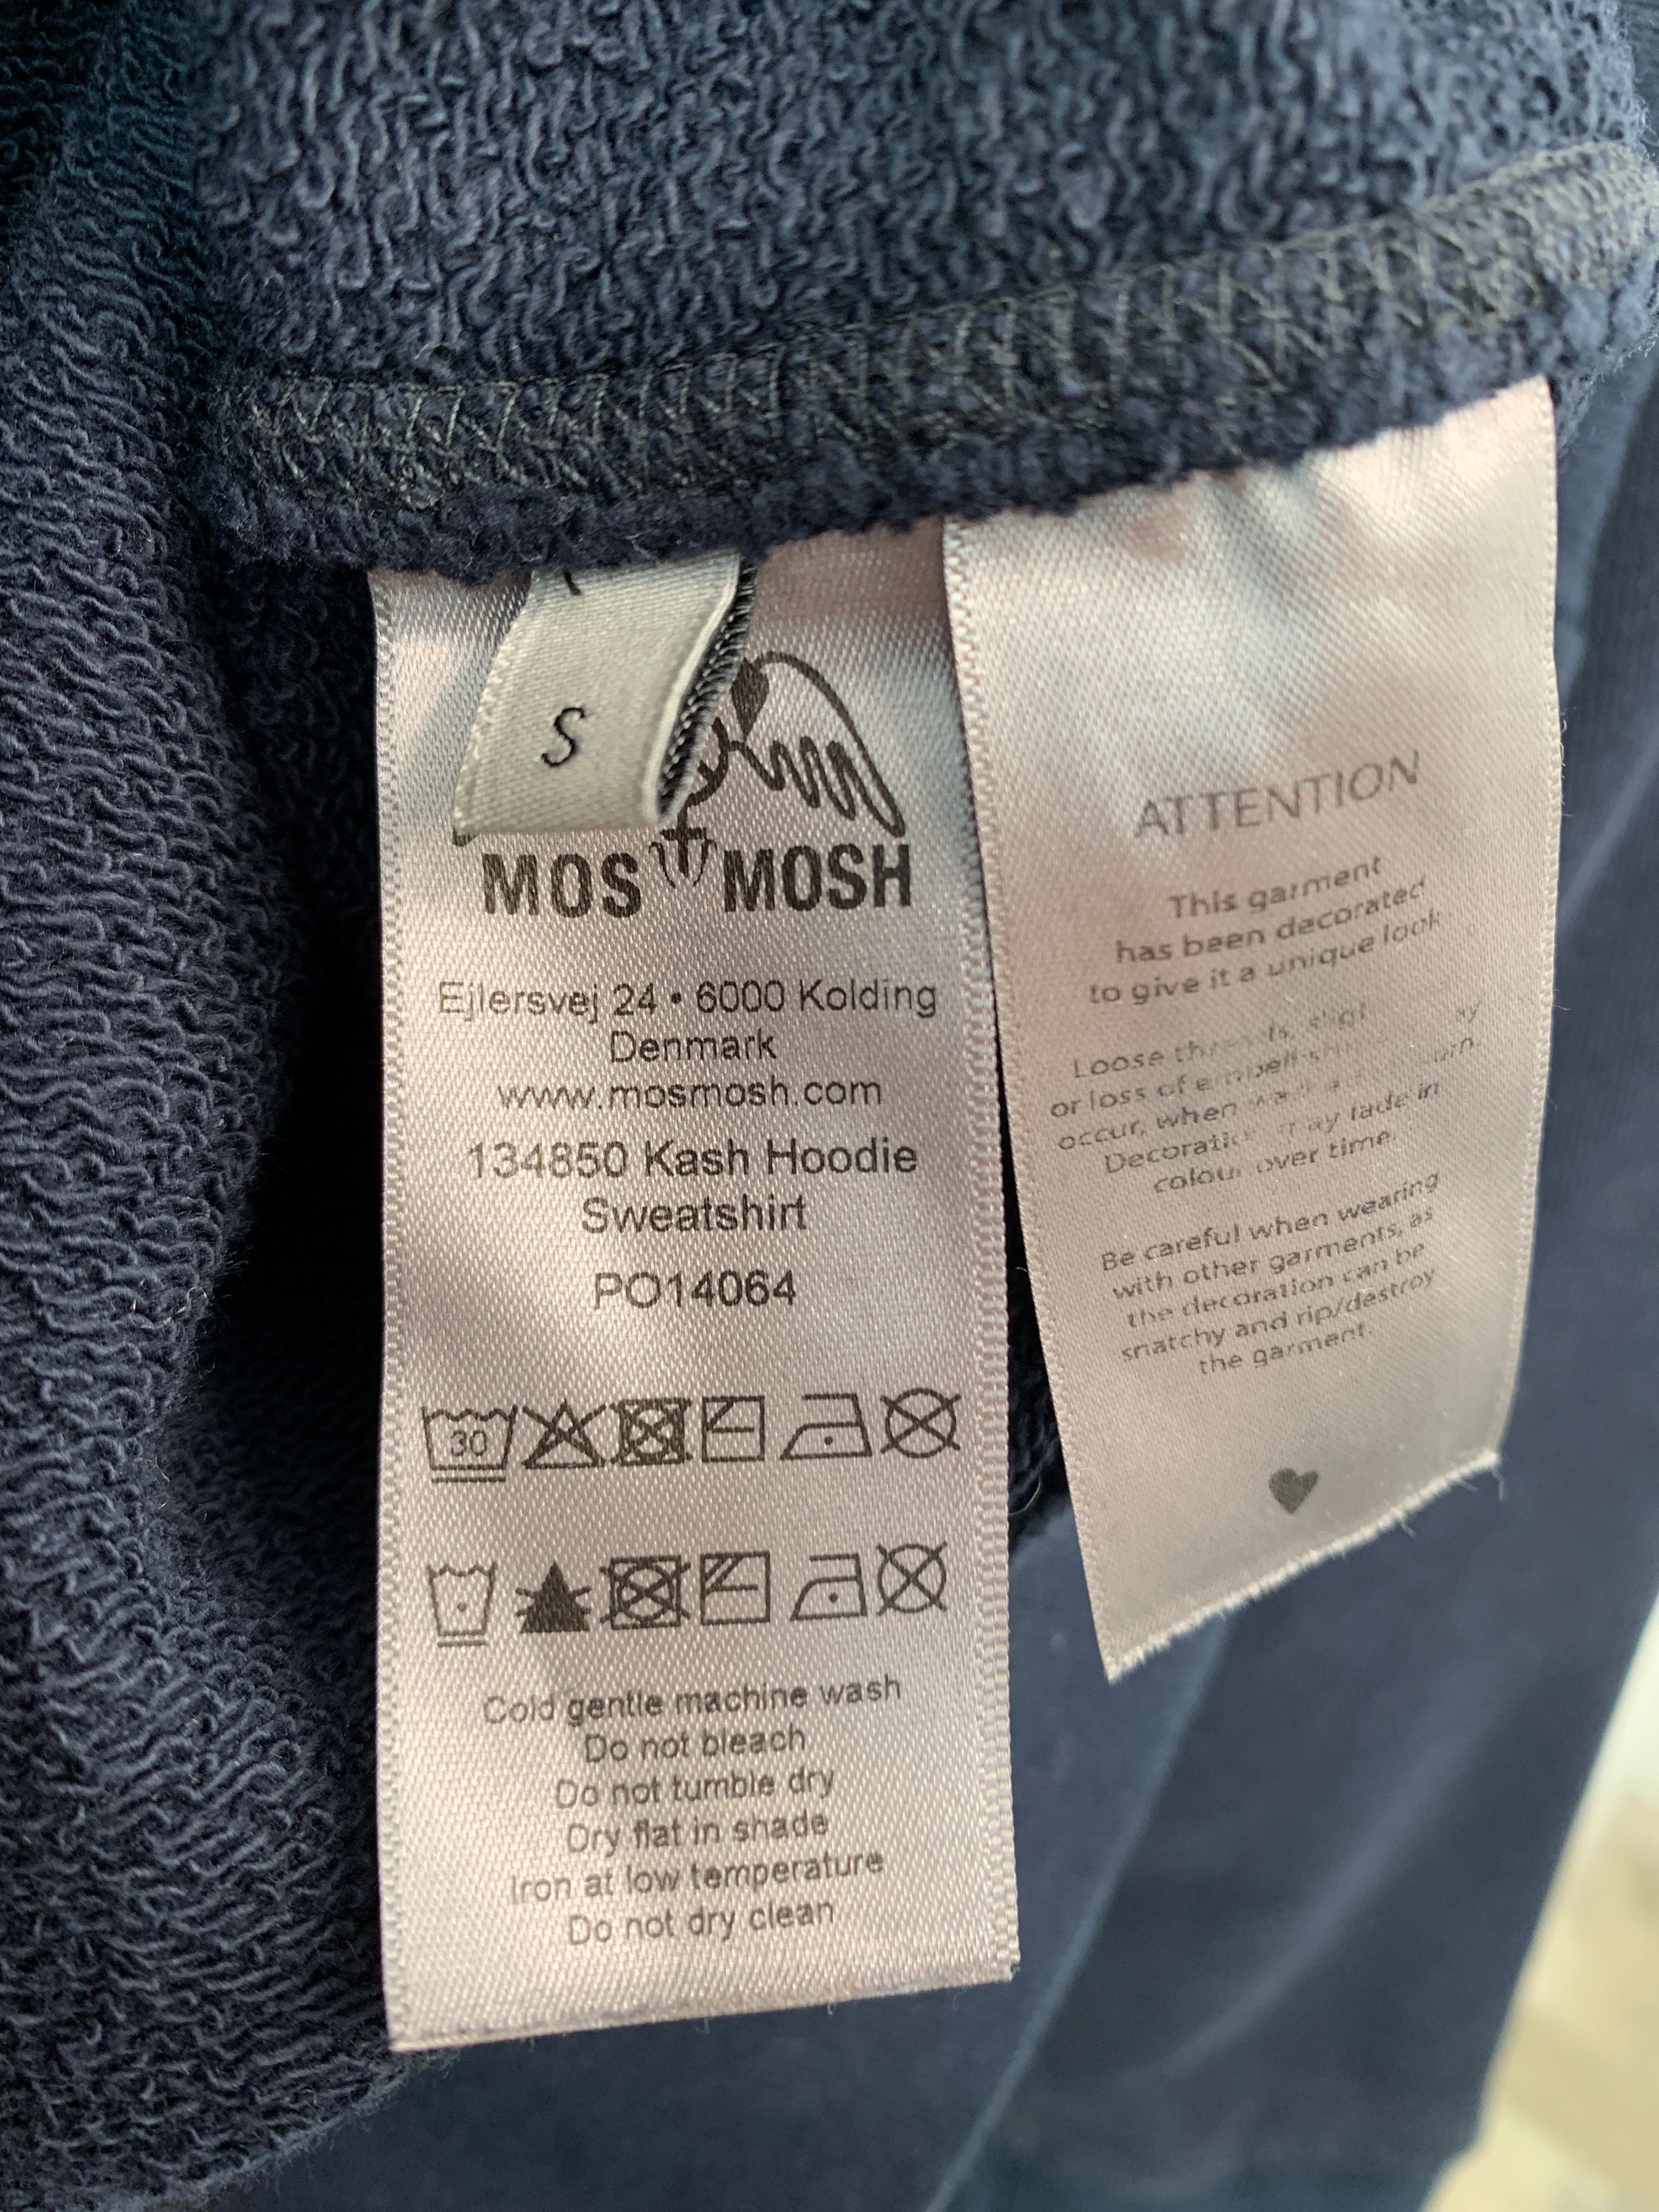 S
MOS MOSH
Ejlersvej 24 • 6000 Kolding
Denmark
www.mosmosh.com
134850 Kash Hoodie
Sweatshirt
PO14064
30
Cold gentle machine wash
Do not bleach
Do not tumble dry
Dry flat in shade
Iron at low temperature
Do not dry clean
ATTENTION
This garment
has been decorated
to give it a unique look
Loose
or loss of
occur, when
Decoration may fade in
colour over time.
Be careful when wearing
with other garments, as
the decoration can be
snatchy and rip/destroy
the garment.